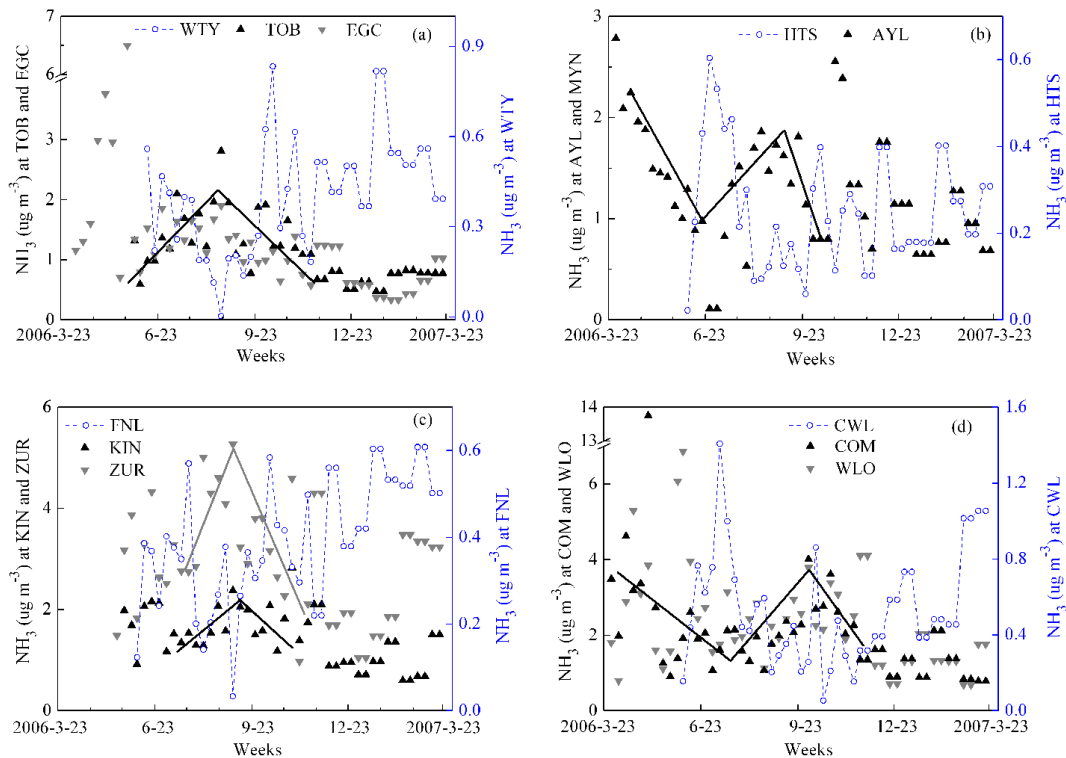 WTY TOB EGC (a)
NH₃ (ug m⁻³) at TOB and EGC
7
6
3
2
1
0
NH₃ (ug m⁻³) at WTY
0.9
0.6
0.3
0.0
2006-3-23 6-23 9-23 12-23 2007-3-23
Weeks
HTS AYL (b)
NH₃ (ug m⁻³) at AYL and MYN
3
2
1
0
NH₃ (ug m⁻³) at HTS
0.6
0.4
0.2
0.0
2006-3-23 6-23 9-23 12-23 2007-3-23
Weeks
(c)
FNL
KIN
ZUR
NH₃ (ug m⁻³) at KIN and ZUR
6
4
2
0
NH₃ (ug m⁻³) at FNL
0.6
0.4
0.2
0.0
2006-3-23 6-23 9-23 12-23 2007-3-23
Weeks
(d)
CWL
COM
WLO
NH₃ (ug m⁻³) at COM and WLO
14
13
6
4
2
0
NH₃ (ug m⁻³) at CWL
1.6
1.2
0.8
0.4
0.0
2006-3-23 6-23 9-23 12-23 2007-3-23
Weeks